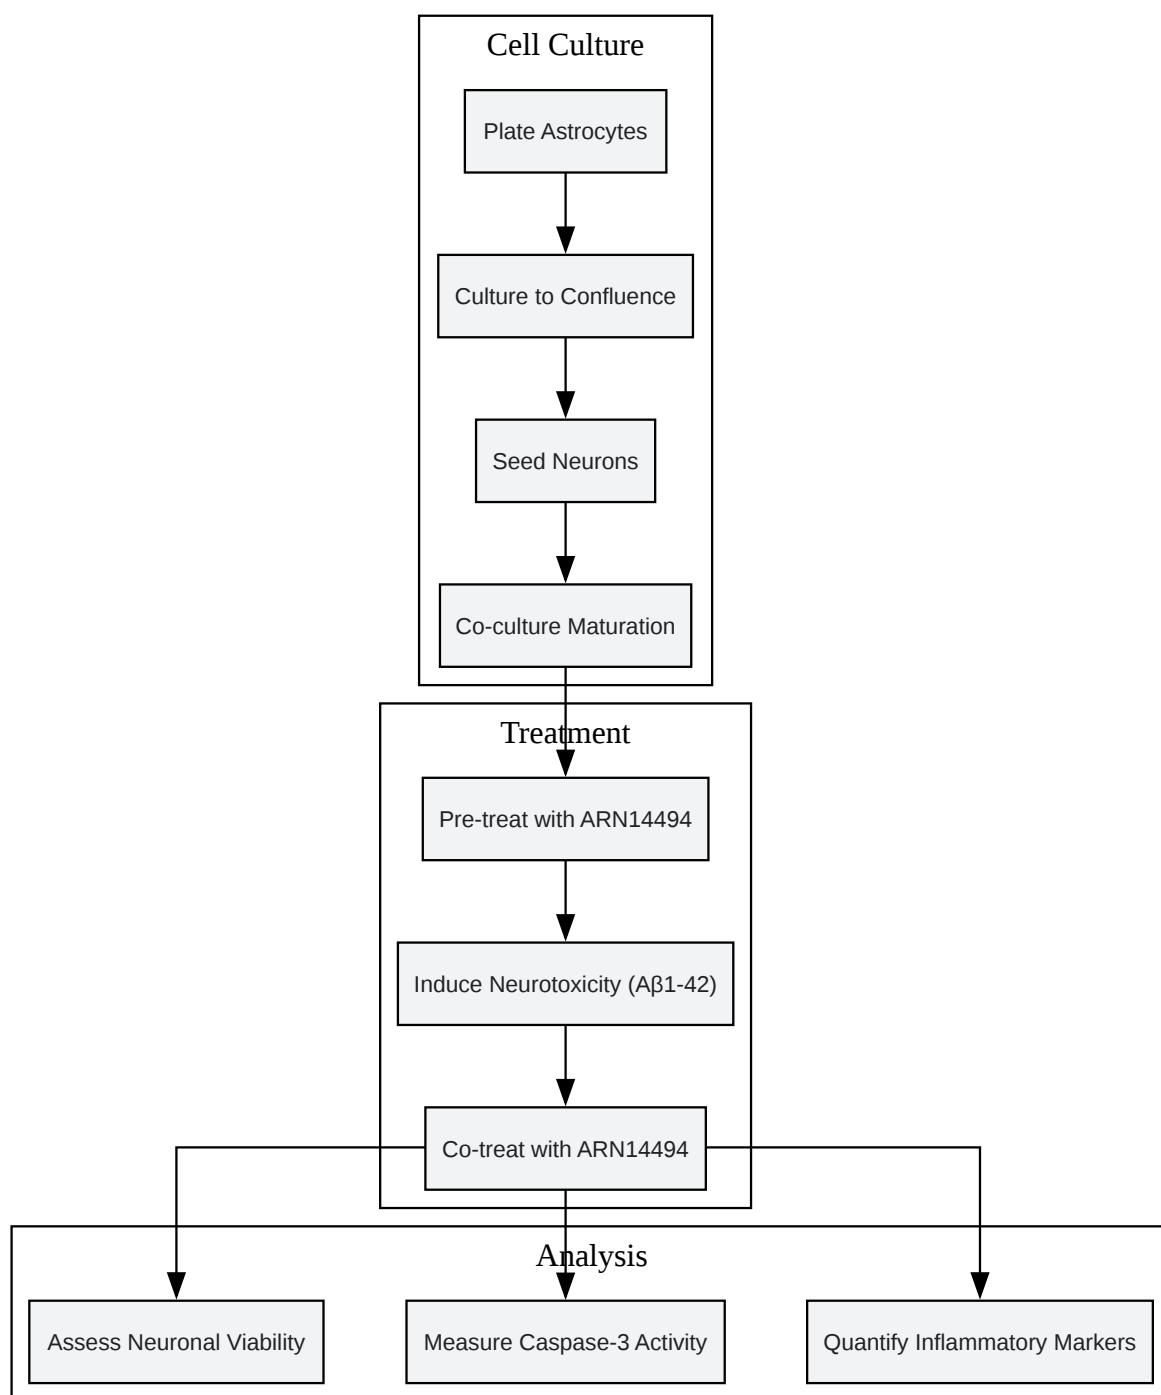 Cell Culture
Plate Astrocytes
Culture to Confluence
Seed Neurons
Co-culture Maturation
Treatment
Pre-treat with ARN14494
Induce Neurotoxicity (Aβ1-42)
Co-treat with ARN14494
Analysis
Assess Neuronal Viability
Measure Caspase-3 Activity
Quantify Inflammatory Markers